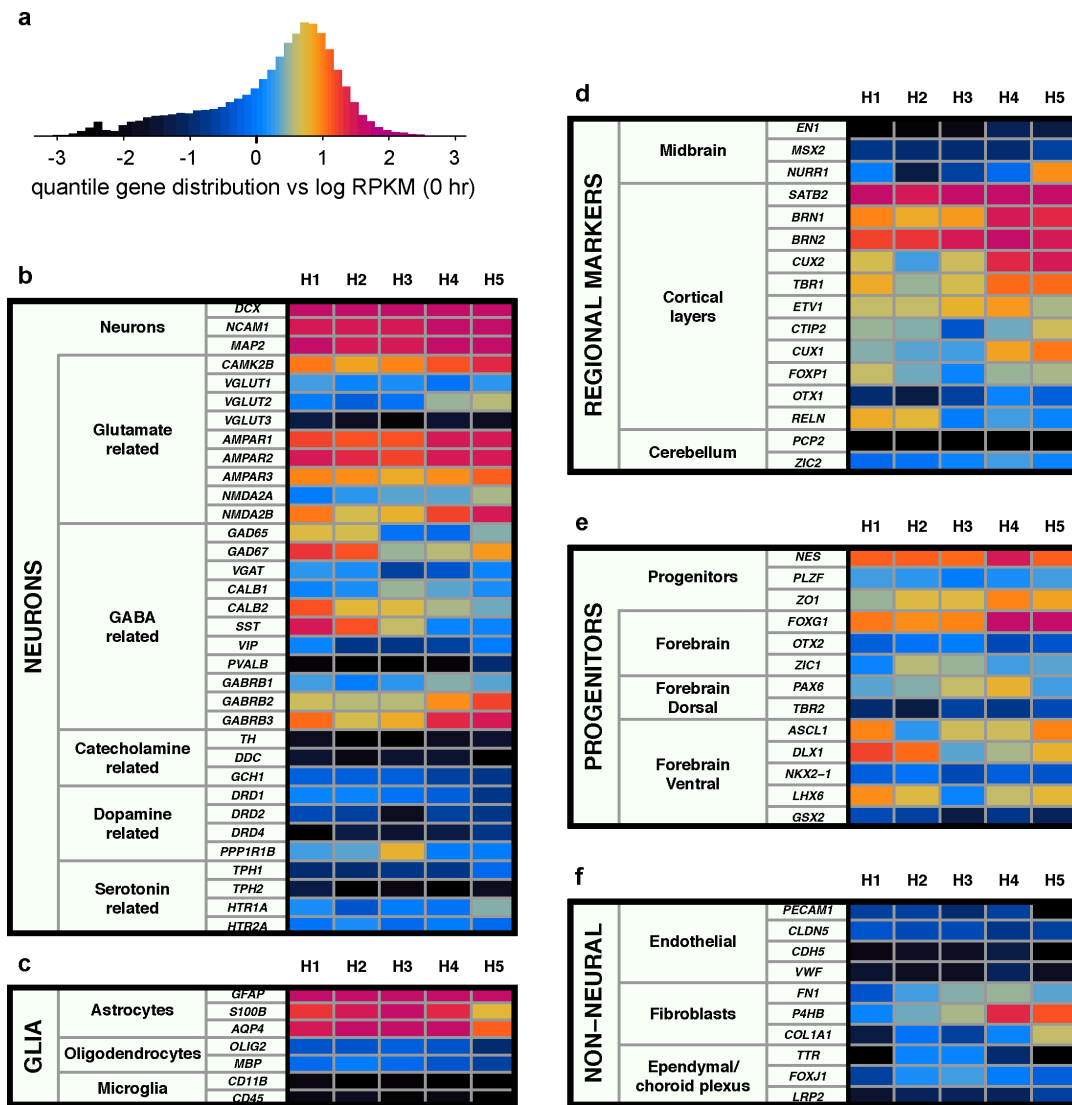 a
-3 -2 -1 0 1 2 3
quantile gene distribution vs log RPKM (0 hr)
b
H1 H2 H3 H4 H5
NEURONS
Neurons
DCX
NCAM1
MAP2
Glutamate
related
CAMK2B
VGLUT1
VGLUT2
VGLUT3
AMPAR1
AMPAR2
AMPAR3
NMDA2A
NMDA2B
GABA
related
GAD65
GAD67
VGAT
CALB1
CALB2
SST
VIP
PVALB
GABRB1
GABRB2
GABRB3
Catecholamine
related
TH
DDC
GCH1
Dopamine
related
DRD1
DRD2
DRD4
PPP1R1B
Serotonin
related
TPH1
TPH2
HTR1A
HTR2A
c
H1 H2 H3 H4 H5
GLIA
Astrocytes
GFAP
S100B
AQP4
Oligodendrocytes
OLIG2
MBP
Microglia
CD11B
CD45
d
H1 H2 H3 H4 H5
REGIONAL MARKERS
Midbrain
EN1
MSX2
NURR1
Cortical
layers
SATB2
BRN1
BRN2
CUX2
TBR1
ETV1
CTIP2
CUX1
FOXP1
OTX1
RELN
Cerebellum
PCP2
ZIC2
e
H1 H2 H3 H4 H5
PROGENITORS
Progenitors
NES
PLZF
ZO1
Forebrain
FOXG1
OTX2
ZIC1
Forebrain
Dorsal
PAX6
TBR2
Forebrain
Ventral
ASCL1
DLX1
NKX2−1
LHX6
GSX2
f
H1 H2 H3 H4 H5
NON−NEURAL
Endothelial
PECAM1
CLDN5
CDH5
VWF
Fibroblasts
FN1
P4HB
COL1A1
Ependymal/
choroid plexus
TTR
FOXJ1
LRP2